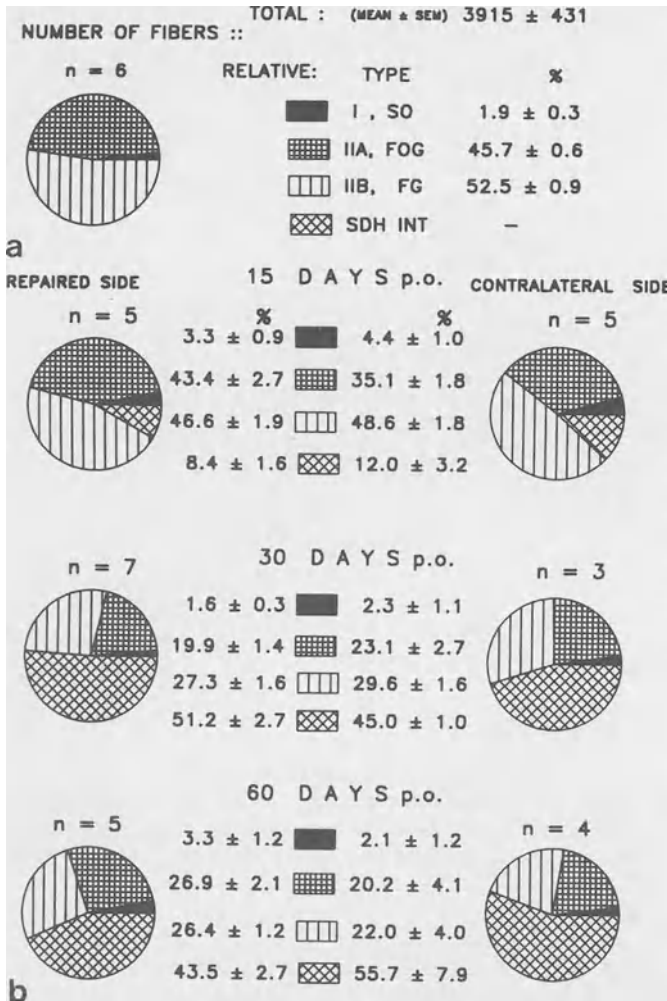 TOTAL : (MEAN ± SEM) 3915 ± 431
NUMBER OF FIBERS ::
n = 6 RELATIVE: TYPE %
I , SO 1.9 ± 0.3
IIA, FOG 45.7 ± 0.6
IIB, FG 52.5 ± 0.9
SDH INT –
a
REPAIRED SIDE 15 D A Y S p.o. CONTRALATERAL SIDE
n = 5 % % n = 5
3.3 ± 0.9 4.4 ± 1.0
43.4 ± 2.7 35.1 ± 1.8
46.6 ± 1.9 48.6 ± 1.8
8.4 ± 1.6 12.0 ± 3.2
n = 7 30 D A Y S p.o. n = 3
1.6 ± 0.3 2.3 ± 1.1
19.9 ± 1.4 23.1 ± 2.7
27.3 ± 1.6 29.6 ± 1.6
51.2 ± 2.7 45.0 ± 1.0
60 D A Y S p.o.
n = 5 n = 4
3.3 ± 1.2 2.1 ± 1.2
26.9 ± 2.1 20.2 ± 4.1
26.4 ± 1.2 22.0 ± 4.0
43.5 ± 2.7 55.7 ± 7.9
b